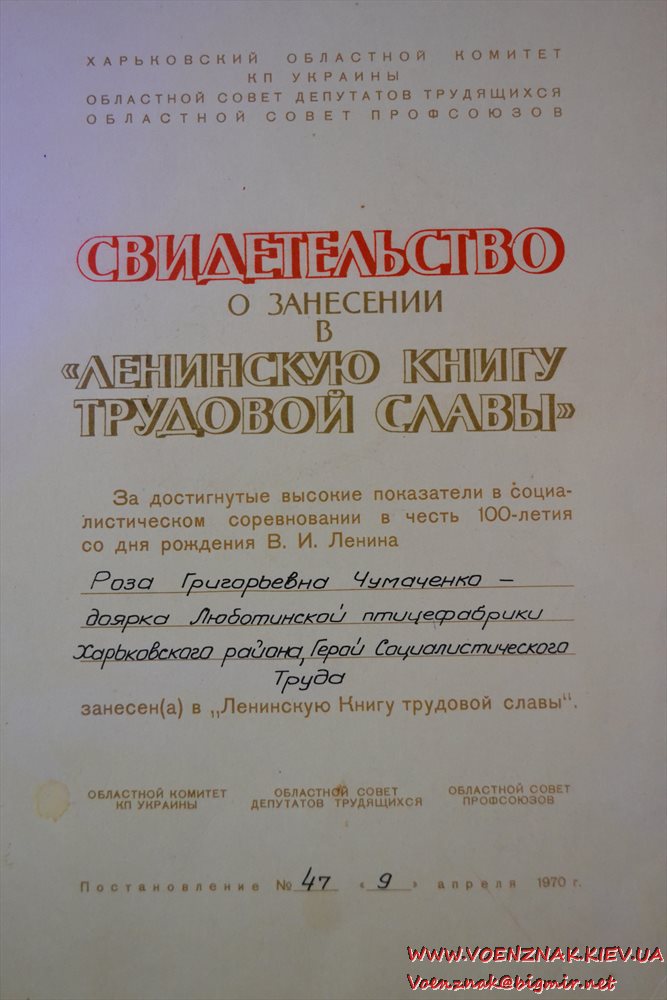 ХАРЬКОВСКИЙ ОБЛАСТНОЙ КОМИТЕТ
КП УКРАИНЫ
ОБЛАСТНОЙ СОВЕТ ДЕПУТАТОВ ТРУДЯЩИХСЯ
ОБЛАСТНОЙ СОВЕТ ПРОФСОЮЗОВ
СВИДЕТЕЛЬСТВО
О ЗАНЕСЕНИИ
В
«ЛЕНИНСКУЮ КНИГУ
ТРУДОВОЙ СЛАВЫ»
За достигнутые высокие показатели в социа-
листическом соревновании в честь 100-летия
со дня рождения В. И. Ленина
Роза Григорьевна Чумаченко –
доярка Люботинской птицефабрики
Харьковского района, Герой Социалистического
Труда
занесен(а) в „Ленинскую Книгу трудовой славы".
ОБЛАСТНОЙ КОМИТЕТ
КП УКРАИНЫ
ОБЛАСТНОЙ СОВЕТ
ДЕПУТАТОВ ТРУДЯЩИХСЯ
ОБЛАСТНОЙ СОВЕТ
ПРОФСОЮЗОВ
Постановление № 47 «9» апреля 1970 г.
WWW.VOENZNAK.KIEV.UA
Voenznak@bigmir.net